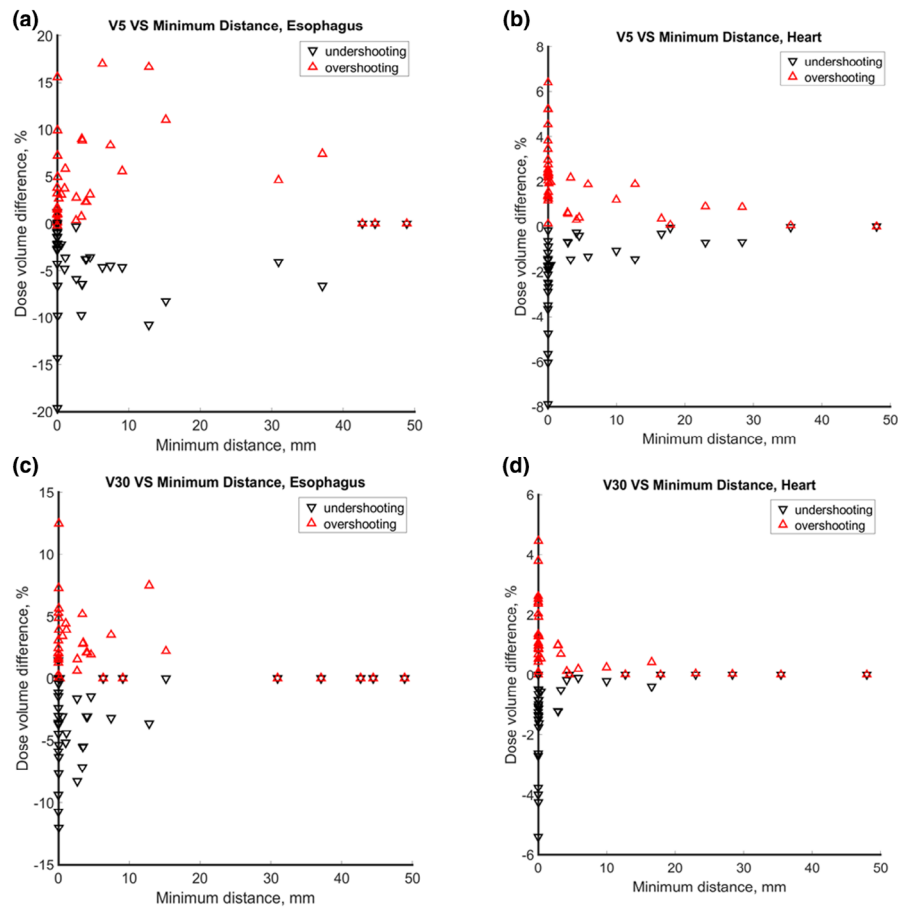 (a)
V5 VS Minimum Distance, Esophagus
undershooting
overshooting
Dose volume difference, %
20
15
10
5
0
-5
-10
-15
-20
0 10 20 30 40 50
Minimum distance, mm
(b)
V5 VS Minimum Distance, Heart
undershooting
overshooting
Dose volume difference, %
8
6
4
2
0
-2
-4
-6
-8
0 10 20 30 40 50
Minimum distance, mm
(c)
V30 VS Minimum Distance, Esophagus
undershooting
overshooting
Dose volume difference, %
15
10
5
0
-5
-10
-15
0 10 20 30 40 50
Minimum distance, mm
(d)
V30 VS Minimum Distance, Heart
undershooting
overshooting
Dose volume difference, %
6
4
2
0
-2
-4
-6
0 10 20 30 40 50
Minimum distance, mm